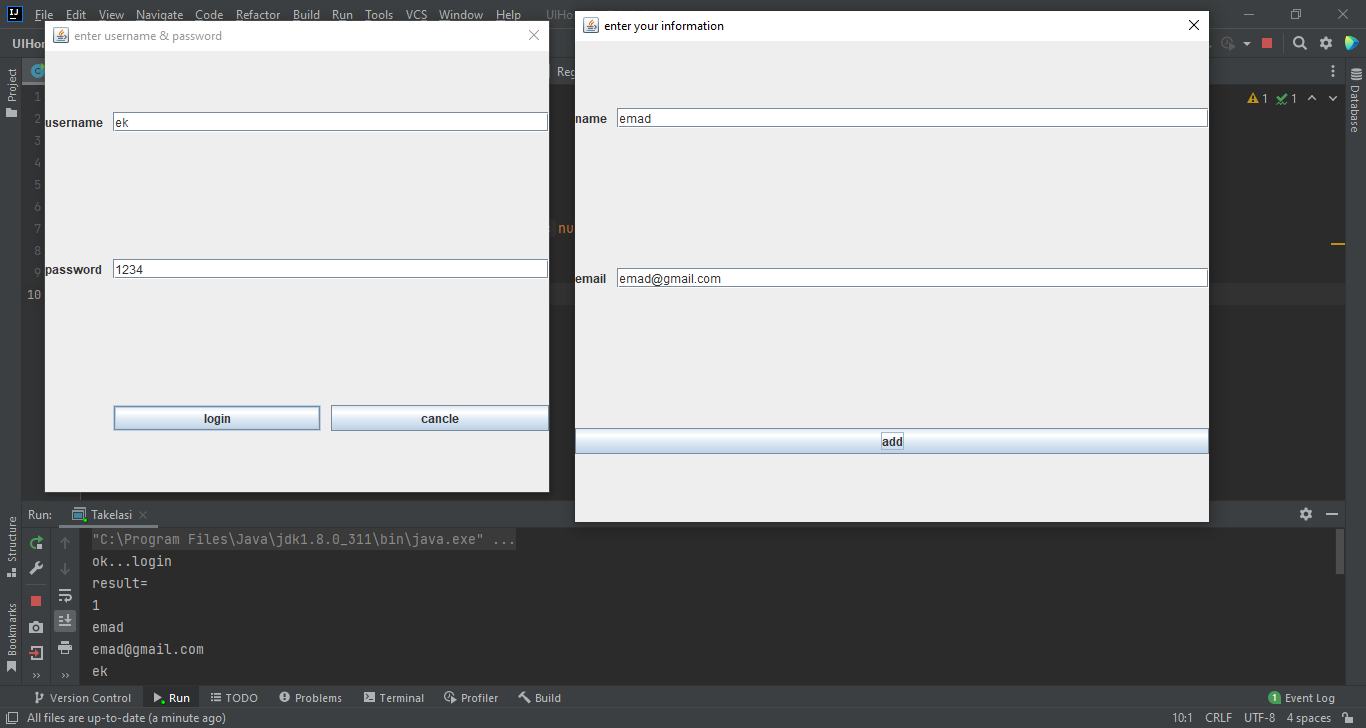 File Edit View Navigate Code Refactor Build Run Tools VCS Window Help UIHo
enter username & password
enter your information
UIHo
Reg
Project
Database
1
2
3
4
5
6
7
8
9
10
1 1
username ek
name emad
nu
password 1234
email emad@gmail.com
login cancle
add
Run: Takelasi
Structure
Bookmarks
"C:\Program Files\Java\jdk1.8.0_311\bin\java.exe" ...
ok...login
result=
1
emad
emad@gmail.com
ek
Version Control Run TODO Problems Terminal Profiler Build 1 Event Log
All files are up-to-date (a minute ago) 10:1 CRLF UTF-8 4 spaces